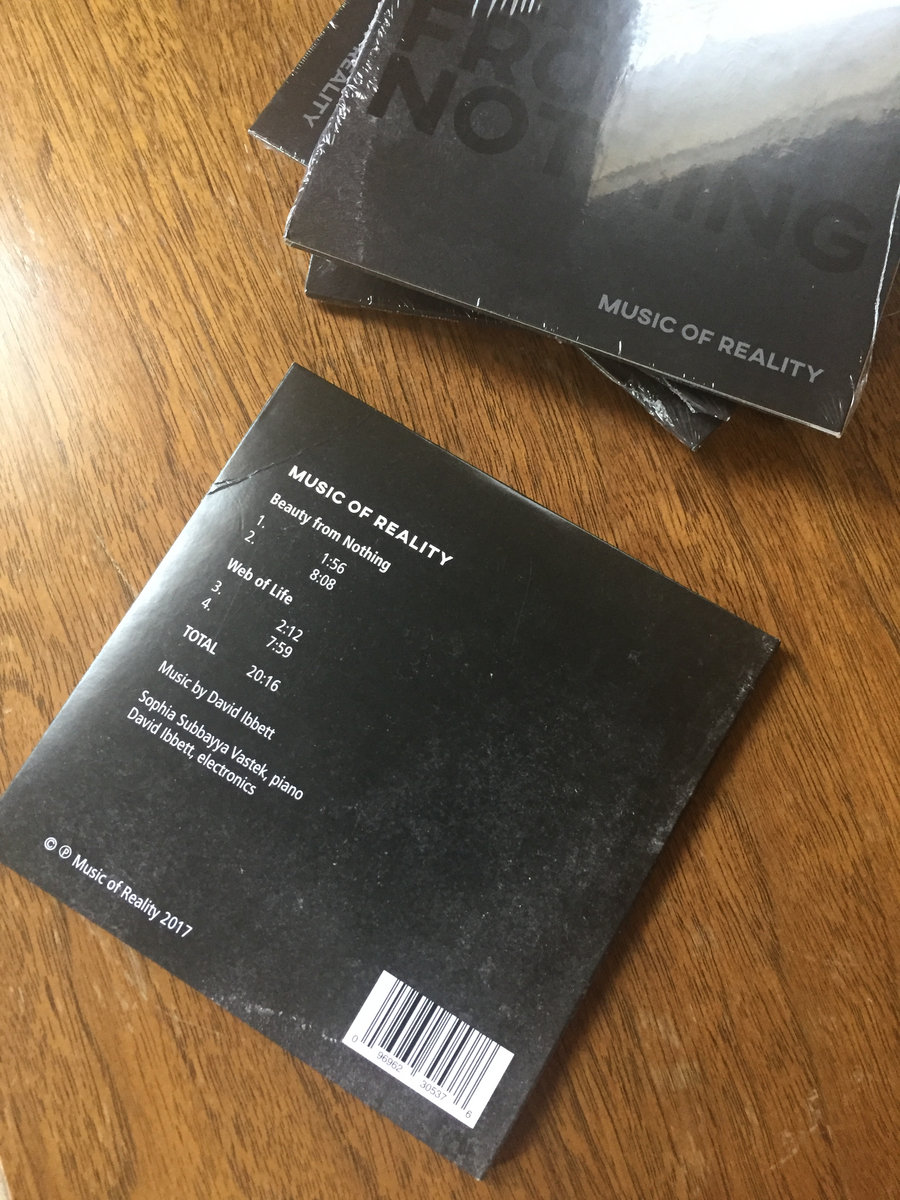 REALITY
FRO
NOTHING
MUSIC OF REALITY
MUSIC OF REALITY
Beauty from Nothing
1. 1:56
2. 8:08
Web of Life
3. 2:12
4. 7:59
TOTAL 20:16
Music by David Ibbett
Sophia Subbayya Vastek, piano
David Ibbett, electronics
© ℗ Music of Reality 2017
0 96962 30537 6